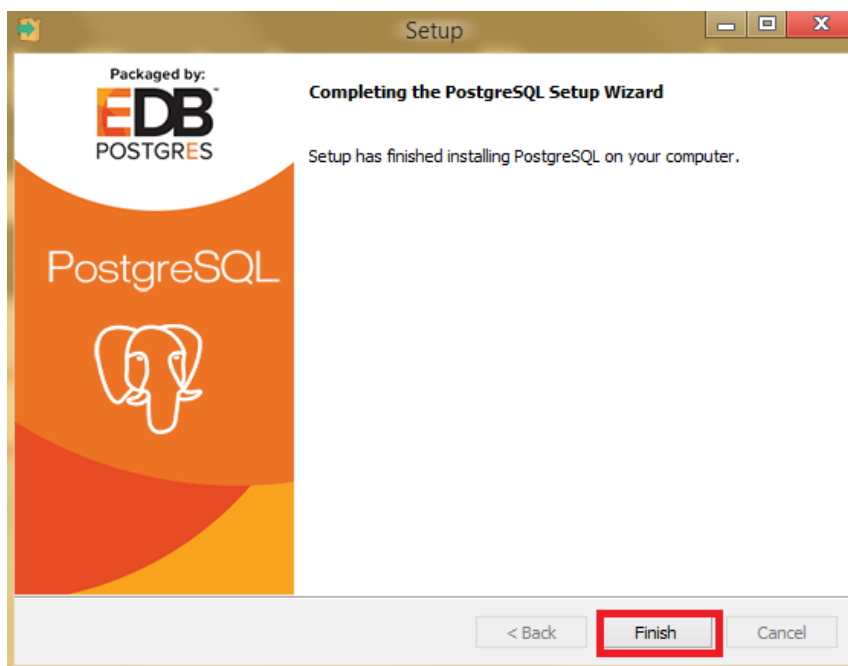 Setup
Packaged by:
EDB
POSTGRES
Completing the PostgreSQL Setup Wizard
Setup has finished installing PostgreSQL on your computer.
PostgreSQL
< Back
Finish
Cancel